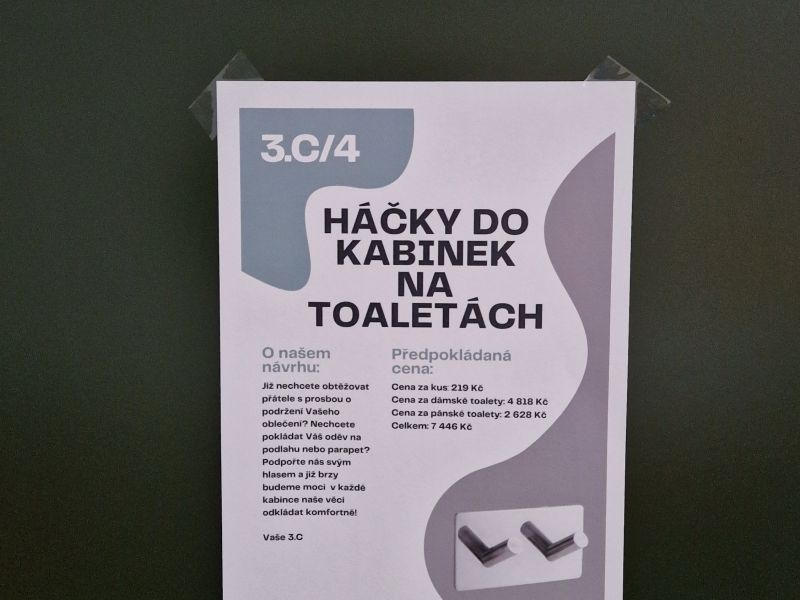 3.C/4
HÁČKY DO
KABINEK
NA
TOALETÁCH
O našem
návrhu:
Již nechcete obtěžovat
přátele s prosbou o
podržení Vašeho
oblečení? Nechcete
pokládat Váš oděv na
podlahu nebo parapet?
Podpořte nás svým
hlasem a již brzy
budeme moci v každé
kabince naše věci
odkládat komfortně!
Vaše 3.C
Předpokládaná
cena:
Cena za kus: 219 Kč
Cena za dámské toalety: 4 818 Kč
Cena za pánské toalety: 2 628 Kč
Celkem: 7 446 Kč